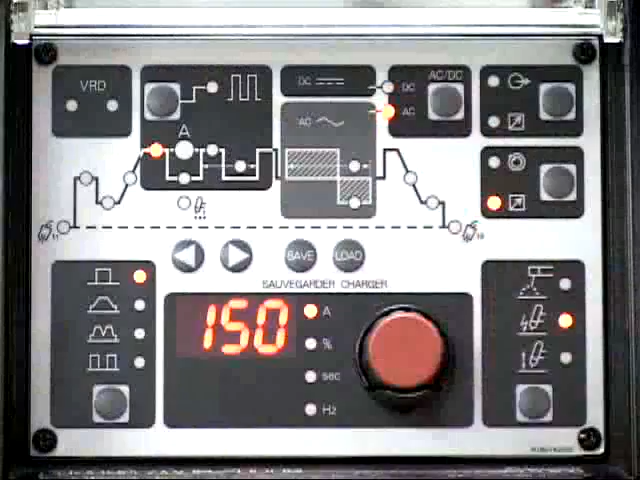 VRD
AC/DC
DC
DC
AC
AC
A
SAVE
LOAD
SAUVEGARDER CHARGER
150
A
%
sec
Hz